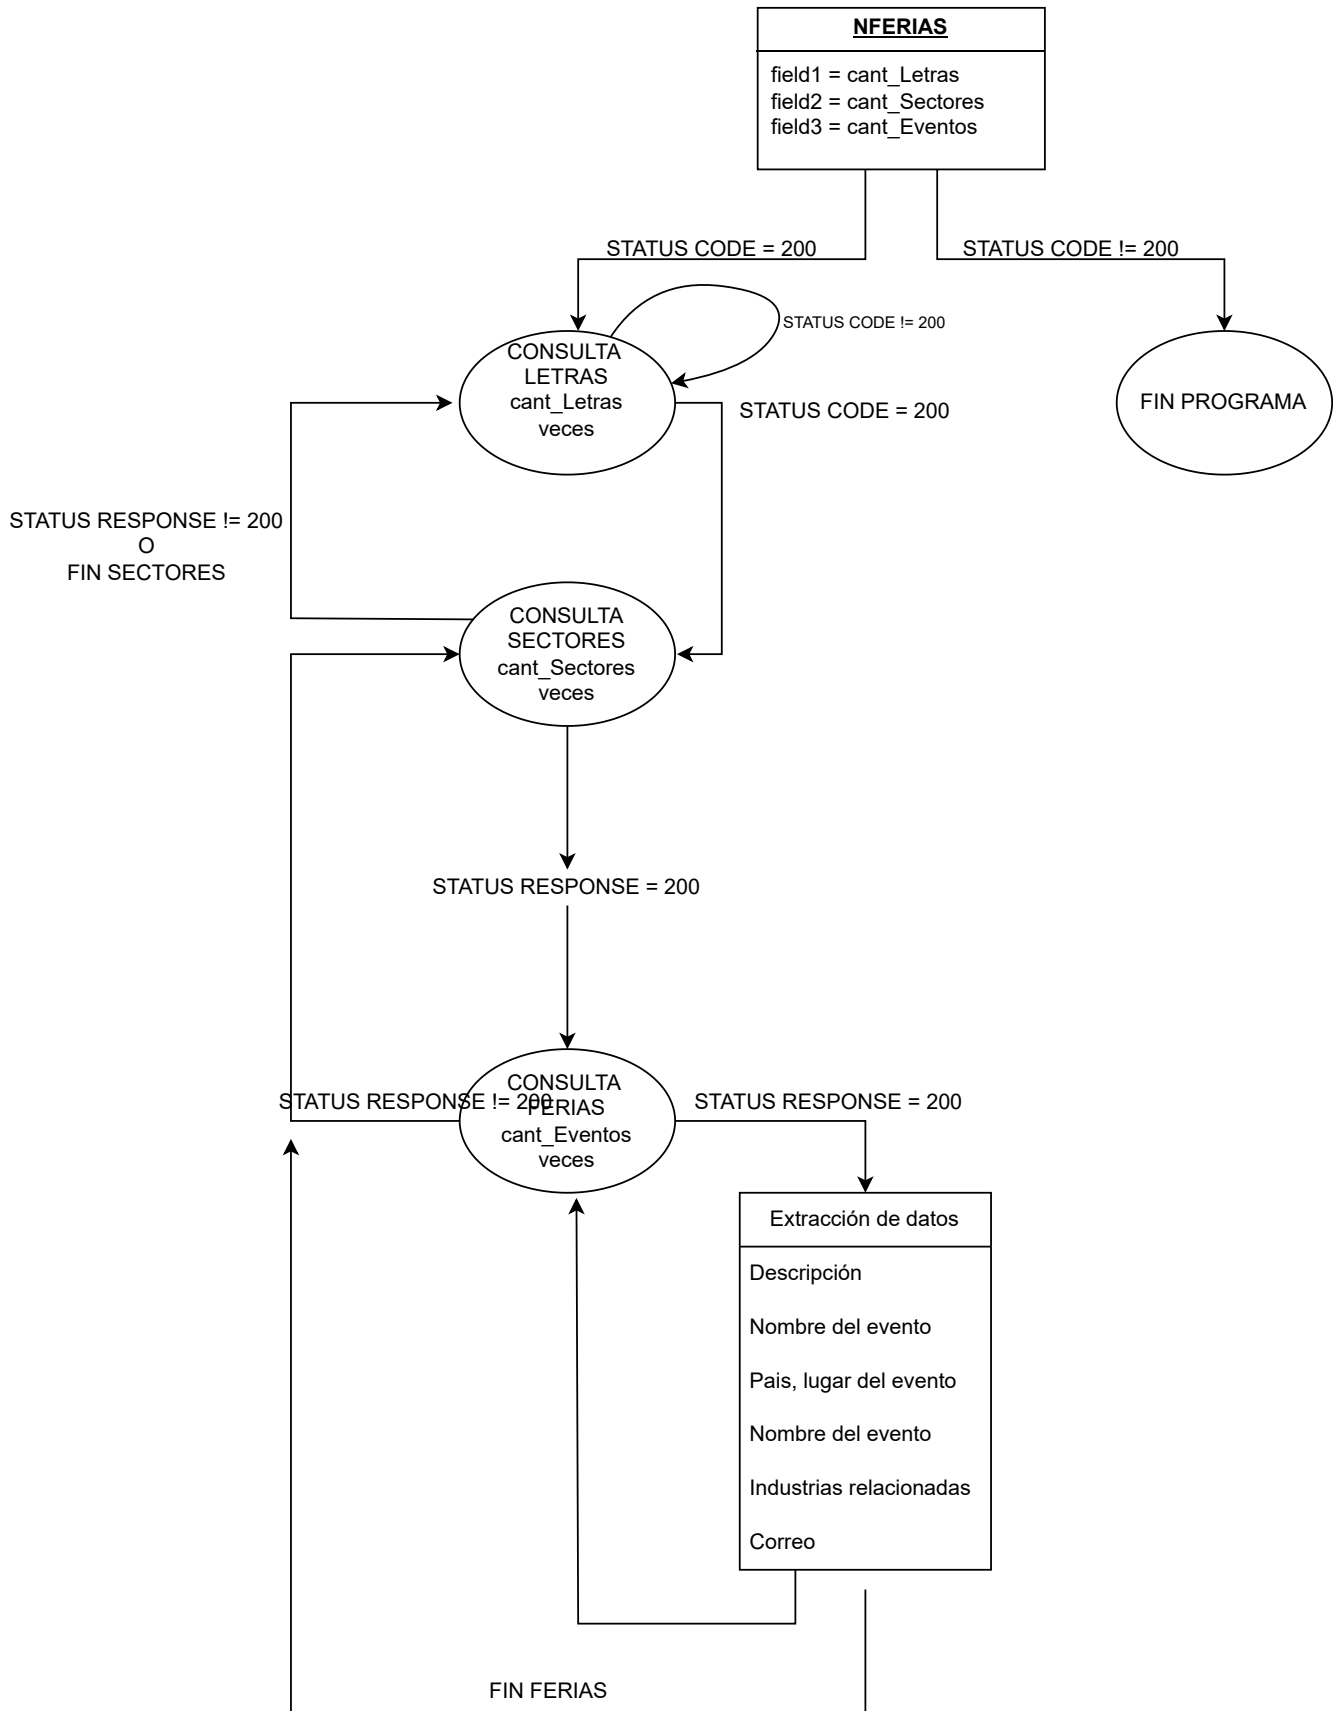 NFERIAS
field1 = cant_Letras
field2 = cant_Sectores
field3 = cant_Eventos
STATUS CODE = 200
STATUS CODE != 200
STATUS CODE != 200
CONSULTA
LETRAS
cant_Letras
veces
STATUS CODE = 200
FIN PROGRAMA
STATUS RESPONSE != 200
O
FIN SECTORES
CONSULTA
SECTORES
cant_Sectores
veces
STATUS RESPONSE = 200
STATUS RESPONSE != 200
CONSULTA
FERIAS
cant_Eventos
veces
STATUS RESPONSE = 200
Extracción de datos
Descripción
Nombre del evento
Pais, lugar del evento
Nombre del evento
Industrias relacionadas
Correo
FIN FERIAS